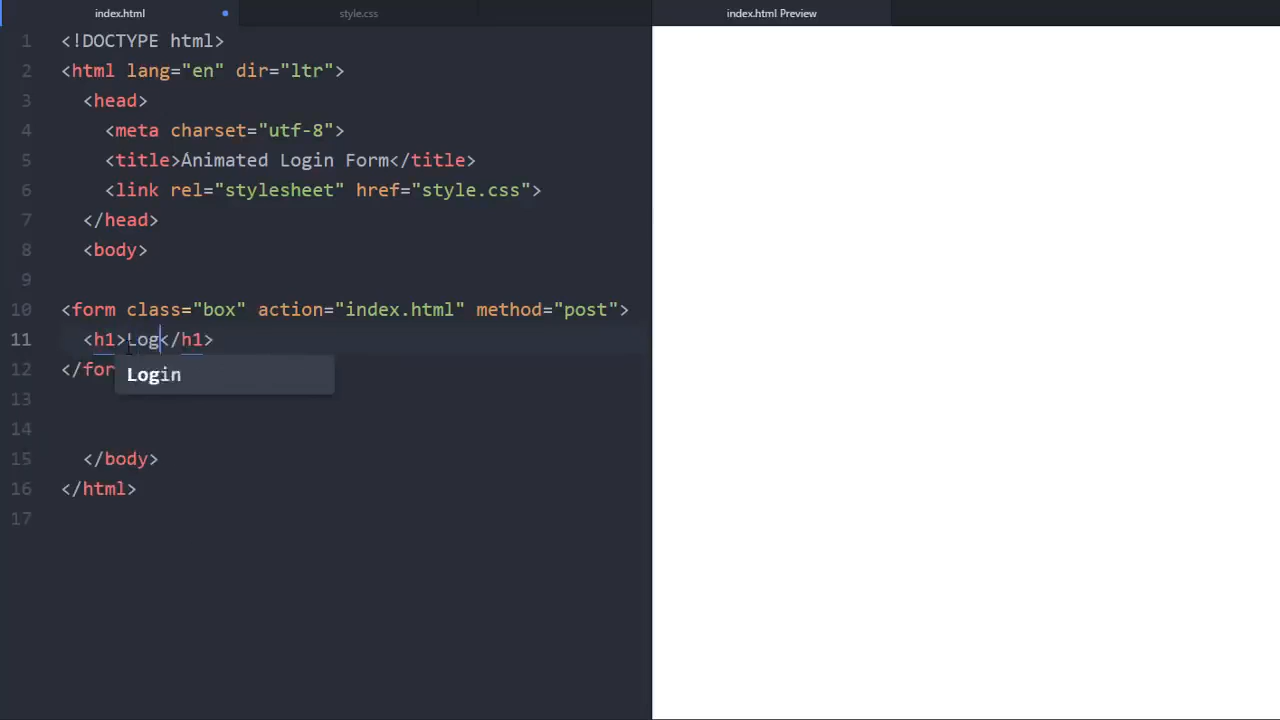 index.html
style.css
index.html Preview
1 <!DOCTYPE html>
2 <html lang="en" dir="ltr">
3 <head>
4 <meta charset="utf-8">
5 <title>Animated Login Form</title>
6 <link rel="stylesheet" href="style.css">
7 </head>
8 <body>
9
10 <form class="box" action="index.html" method="post">
11 <h1>Log</h1>
12 </for
Login
13
14
15 </body>
16 </html>
17